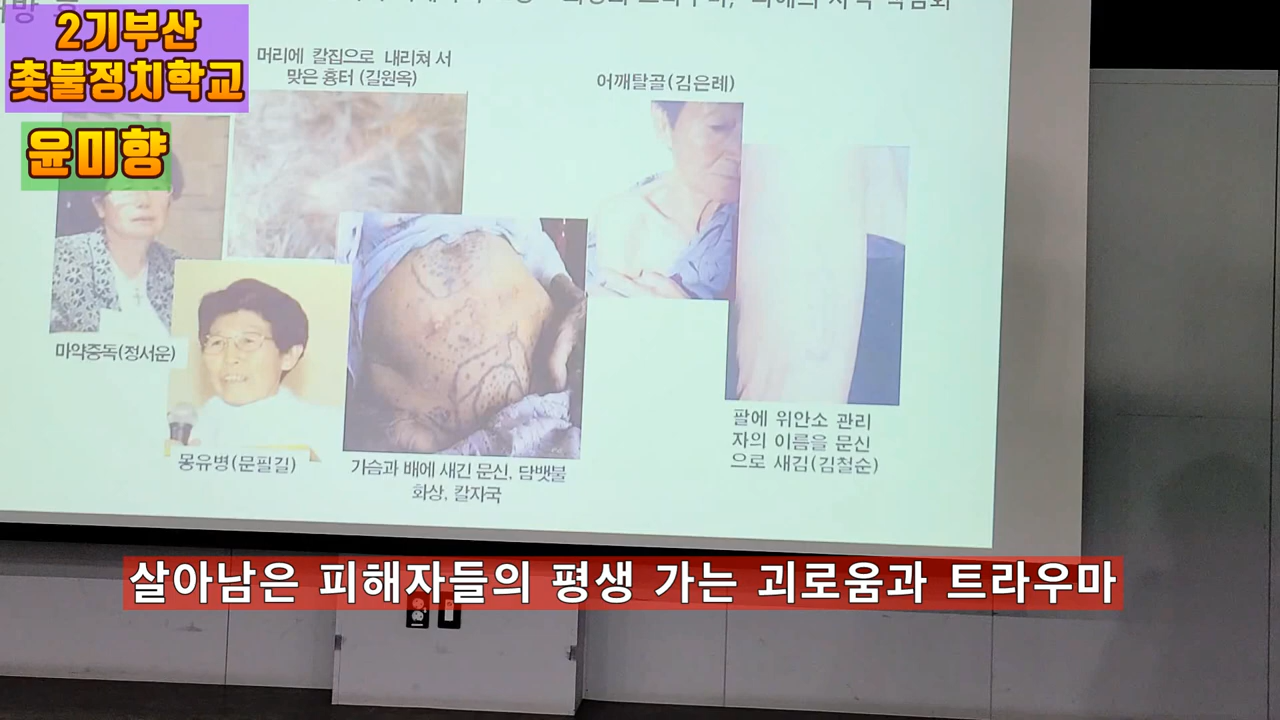 2기부산
촛불정치학교
윤미향
머리에 칼집으로 내리쳐서
맞은 흉터 (길원옥)
어깨탈골(김은례)
마약중독(정서운)
몽유병(문필길)
가슴과 배에 새긴 문신, 담뱃불
화상, 칼자국
팔에 위안소 관리
자의 이름을 문신
으로 새김(김철순)
살아남은 피해자들의 평생 가는 괴로움과 트라우마